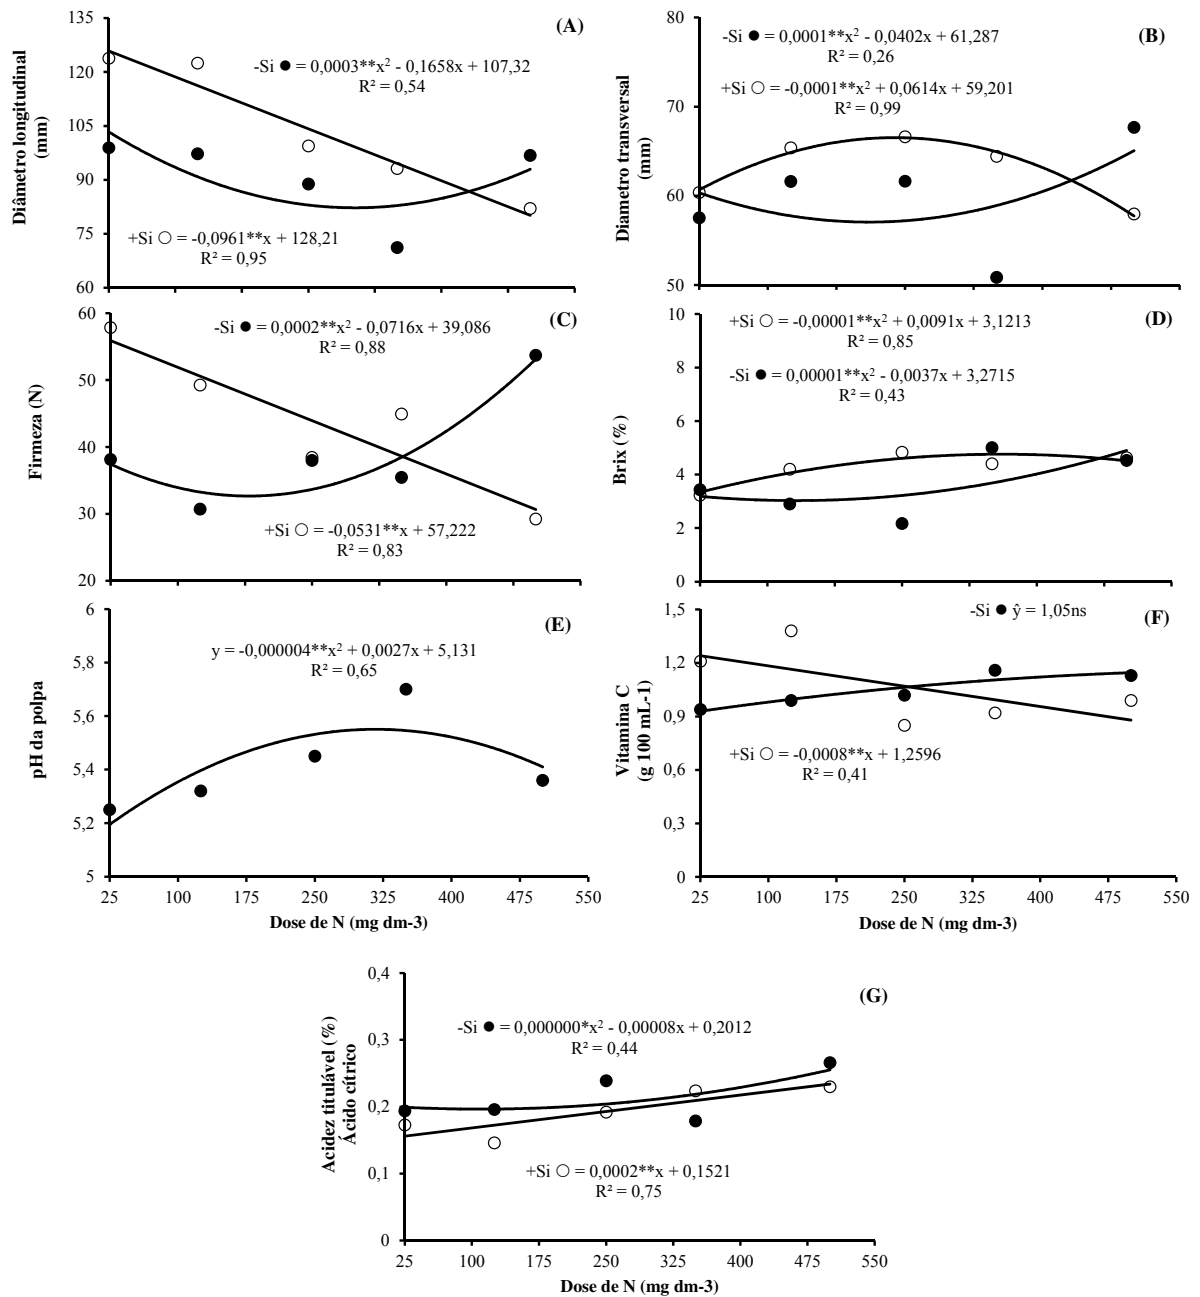 (A)
135
120
105
90
75
60
Diâmetro longitudinal
(mm)
-Si ● = 0,0003**x² - 0,1658x + 107,32
R² = 0,54
+Si ○ = -0,0961**x + 128,21
R² = 0,95
(B)
80
70
60
50
Diametro transversal
(mm)
-Si ● = 0,0001**x² - 0,0402x + 61,287
R² = 0,26
+Si ○ = -0,0001**x² + 0,0614x + 59,201
R² = 0,99
(C)
60
50
40
30
20
Firmeza (N)
-Si ● = 0,0002**x² - 0,0716x + 39,086
R² = 0,88
+Si ○ = -0,0531**x + 57,222
R² = 0,83
(D)
10
8
6
4
2
0
Brix (%)
+Si ○ = -0,00001**x² + 0,0091x + 3,1213
R² = 0,85
-Si ● = 0,00001**x² - 0,0037x + 3,2715
R² = 0,43
(E)
6
5,8
5,6
5,4
5,2
5
pH da polpa
y = -0,000004**x² + 0,0027x + 5,131
R² = 0,65
25 100 175 250 325 400 475 550
Dose de N (mg dm-3)
(F)
1,5
1,2
0,9
0,6
0,3
0
Vitamina C
(g 100 mL-1)
-Si ● ŷ = 1,05ns
+Si ○ = -0,0008**x + 1,2596
R² = 0,41
25 100 175 250 325 400 475 550
Dose de N (mg dm-3)
(G)
0,4
0,3
0,2
0,1
0
Acidez titulável (%)
Ácido cítrico
-Si ● = 0,000000*x² - 0,00008x + 0,2012
R² = 0,44
+Si ○ = 0,0002**x + 0,1521
R² = 0,75
25 100 175 250 325 400 475 550
Dose de N (mg dm-3)